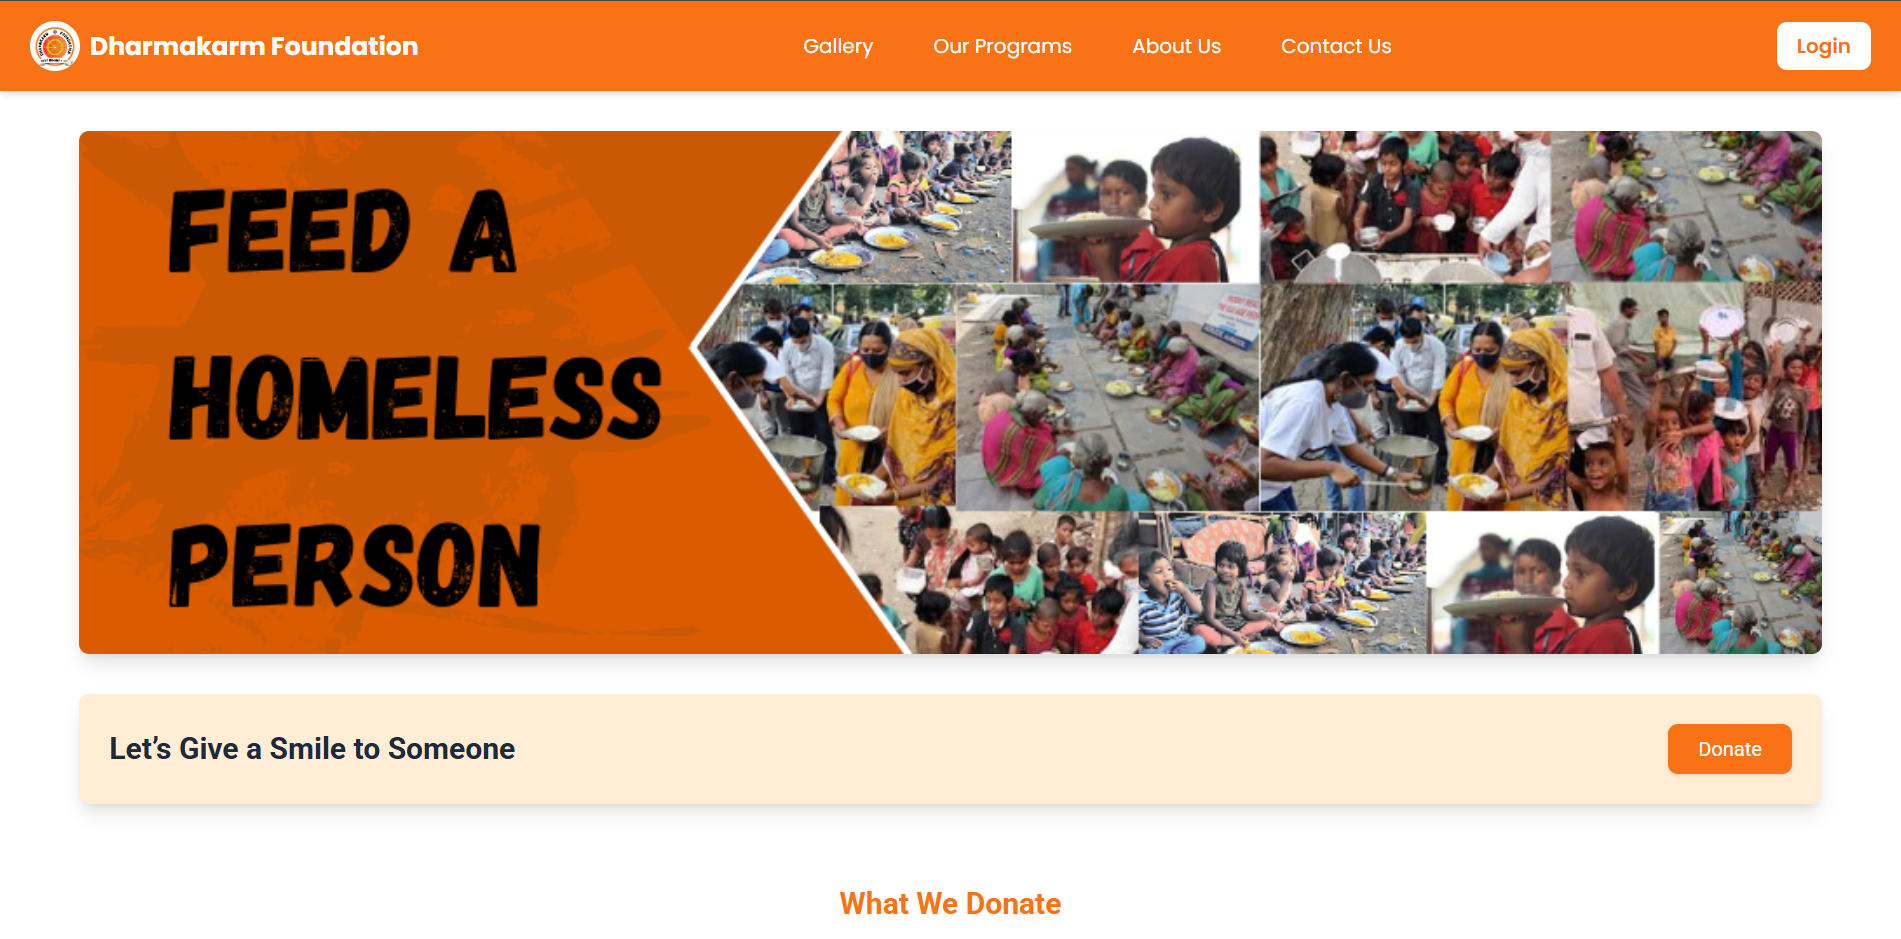 Dharmakarm Foundation
Gallery
Our Programs
About Us
Contact Us
Login
FEED A
HOMELESS
PERSON
Let’s Give a Smile to Someone
Donate
What We Donate